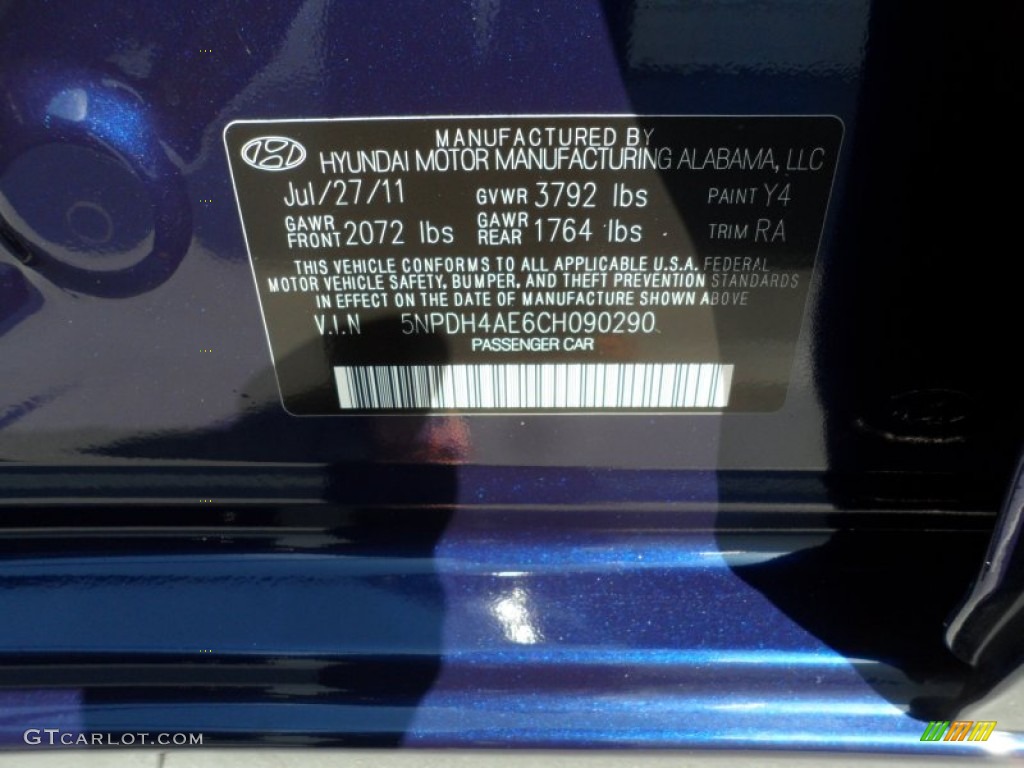 MANUFACTURED BY
HYUNDAI MOTOR MANUFACTURING ALABAMA, LLC
Jul/27/11 GVWR 3792 lbs PAINT Y4
GAWR FRONT 2072 lbs GAWR REAR 1764 lbs TRIM RA
THIS VEHICLE CONFORMS TO ALL APPLICABLE U.S.A. FEDERAL
MOTOR VEHICLE SAFETY, BUMPER, AND THEFT PREVENTION STANDARDS
IN EFFECT ON THE DATE OF MANUFACTURE SHOWN ABOVE
V.I.N 5NPDH4AE6CH090290
PASSENGER CAR
GTCARLOT.COM